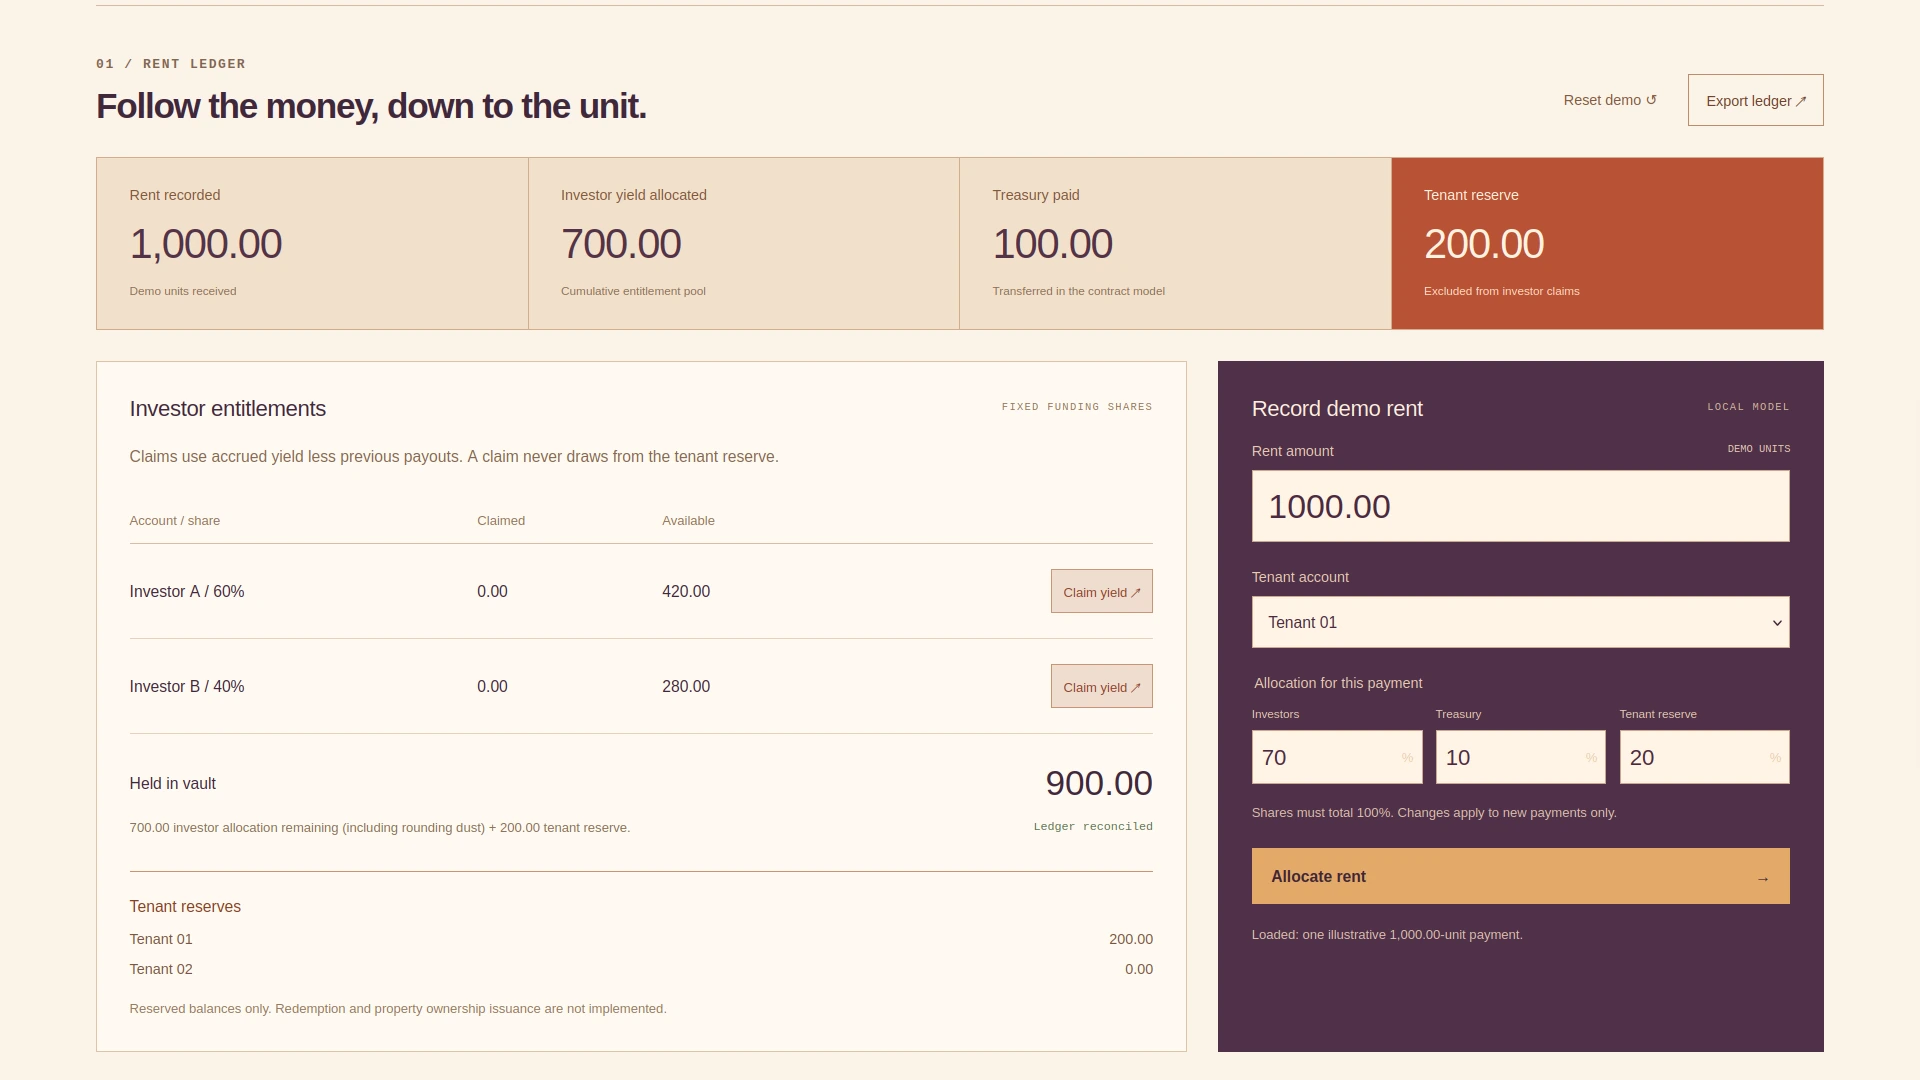 01 / RENT LEDGER
Follow the money, down to the unit.
Reset demo ↺
Export ledger ↗
Rent recorded
1,000.00
Demo units received
Investor yield allocated
700.00
Cumulative entitlement pool
Treasury paid
100.00
Transferred in the contract model
Tenant reserve
200.00
Excluded from investor claims
Investor entitlements
FIXED FUNDING SHARES
Claims use accrued yield less previous payouts. A claim never draws from the tenant reserve.
Account / share Claimed Available
Investor A / 60% 0.00 420.00 Claim yield ↗
Investor B / 40% 0.00 280.00 Claim yield ↗
Held in vault 900.00
700.00 investor allocation remaining (including rounding dust) + 200.00 tenant reserve.
Ledger reconciled
Tenant reserves
Tenant 01 200.00
Tenant 02 0.00
Reserved balances only. Redemption and property ownership issuance are not implemented.
Record demo rent
LOCAL MODEL
Rent amount
DEMO UNITS
1000.00
Tenant account
Tenant 01
Allocation for this payment
Investors Treasury Tenant reserve
70 % 10 % 20 %
Shares must total 100%. Changes apply to new payments only.
Allocate rent →
Loaded: one illustrative 1,000.00-unit payment.